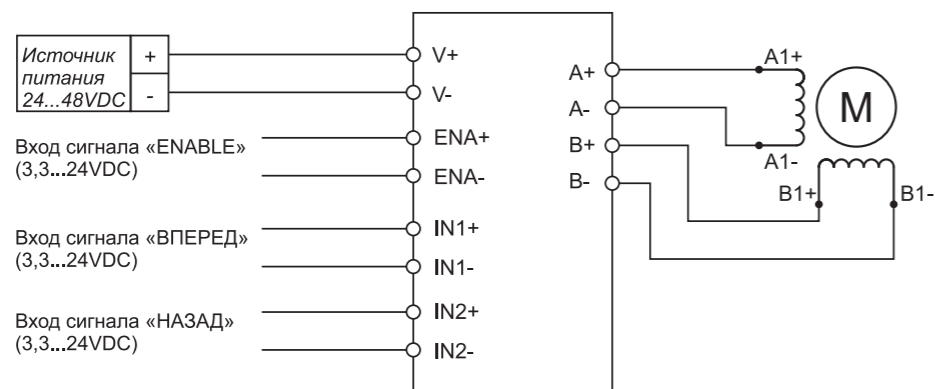 Источник
питания
24...48VDC
+
-
Вход сигнала «ENABLE»
(3,3...24VDC)
Вход сигнала «ВПЕРЕД»
(3,3...24VDC)
Вход сигнала «НАЗАД»
(3,3...24VDC)
V+
V-
ENA+
ENA-
IN1+
IN1-
IN2+
IN2-
A+
A-
B+
B-
A1+
M
A1-
B1+
B1-